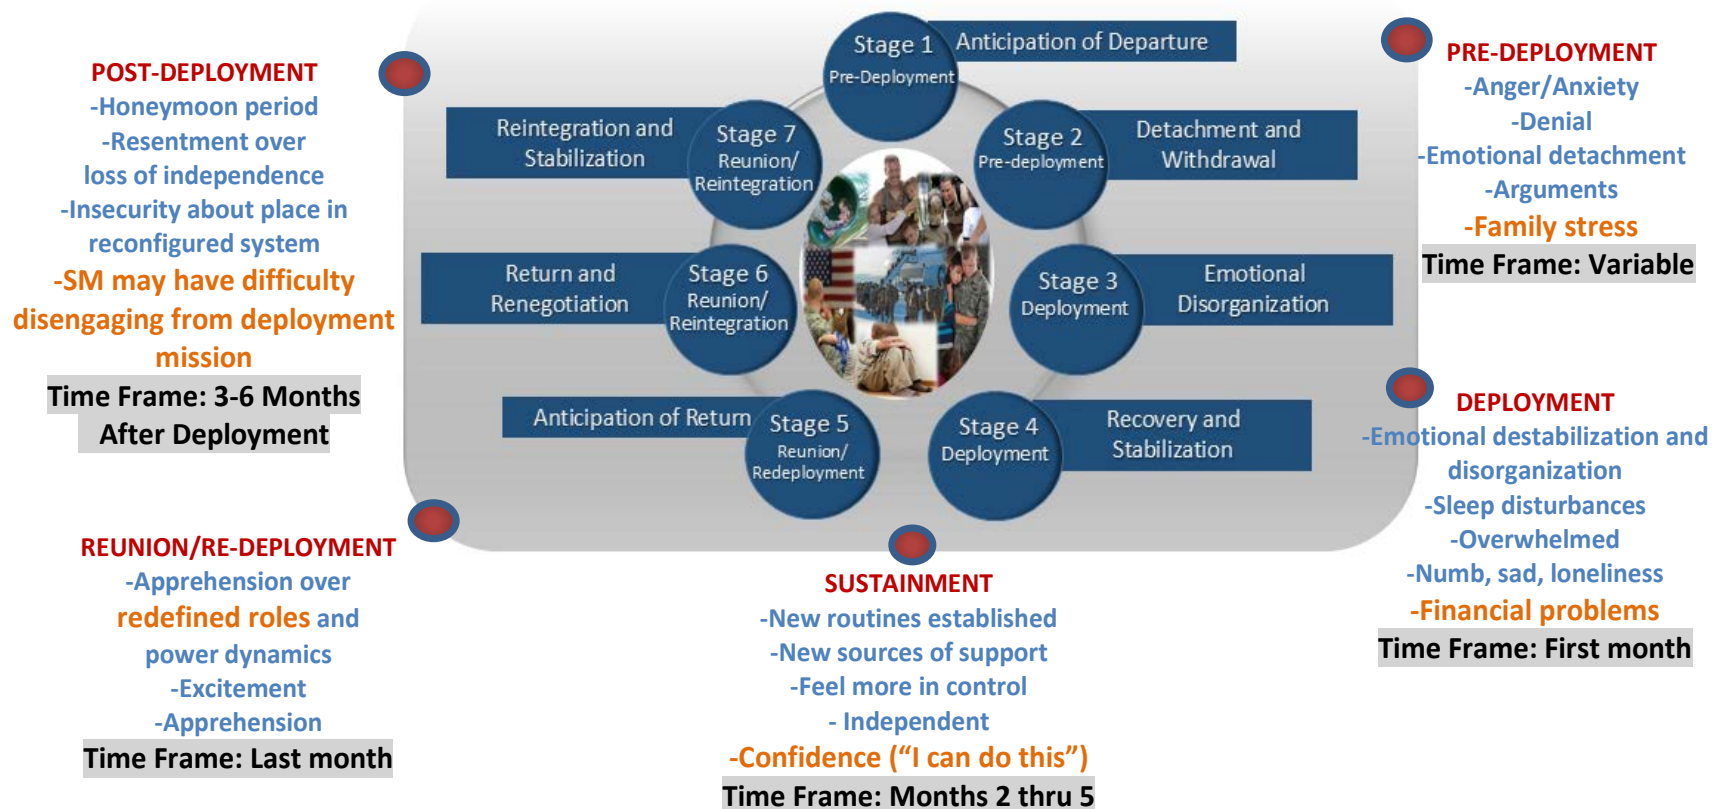 Stage 1
Pre-Deployment
Anticipation of Departure
Stage 2
Pre-deployment
Detachment and
Withdrawal
Stage 3
Deployment
Emotional
Disorganization
Stage 4
Deployment
Recovery and
Stabilization
Stage 5
Reunion/
Redeployment
Anticipation of Return
Stage 6
Reunion/
Reintegration
Return and
Renegotiation
Stage 7
Reunion/
Reintegration
Reintegration and
Stabilization
PRE-DEPLOYMENT
-Anger/Anxiety
-Denial
-Emotional detachment
-Arguments
-Family stress
Time Frame: Variable
DEPLOYMENT
-Emotional destabilization and
disorganization
-Sleep disturbances
-Overwhelmed
-Numb, sad, loneliness
-Financial problems
Time Frame: First month
SUSTAINMENT
-New routines established
-New sources of support
-Feel more in control
- Independent
-Confidence (“I can do this”)
Time Frame: Months 2 thru 5
REUNION/RE-DEPLOYMENT
-Apprehension over
redefined roles and
power dynamics
-Excitement
-Apprehension
Time Frame: Last month
POST-DEPLOYMENT
-Honeymoon period
-Resentment over
loss of independence
-Insecurity about place in
reconfigured system
-SM may have difficulty
disengaging from deployment
mission
Time Frame: 3-6 Months
After Deployment